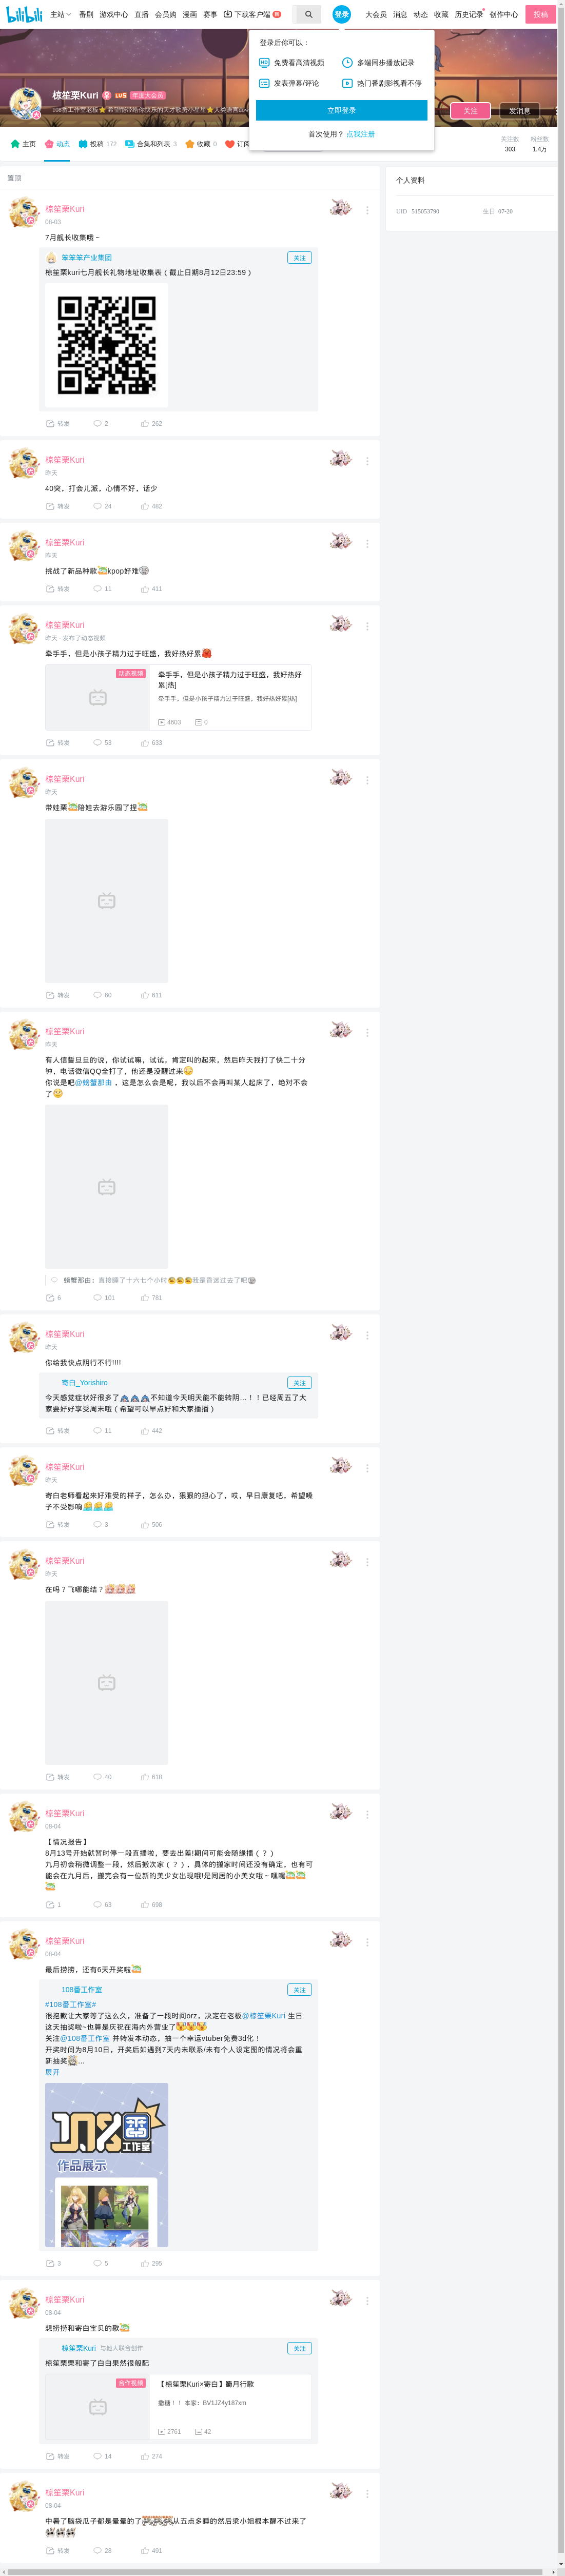 bilibili 主站 番剧 游戏中心 直播 会员购 漫画 赛事 下载客户端 登录 大会员 消息 动态 收藏 历史记录 创作中心 投稿
登录后你可以：
免费看高清视频 多端同步播放记录
发表弹幕/评论 热门番剧影视看不停
立即登录
首次使用？ 点我注册
椋笙栗Kuri LV5 年度大会员
关注 发消息
主页 动态 投稿 172 合集和列表 3 收藏 0 订阅
关注数 粉丝数
303 1.4万
个人资料
UID 515053790 生日 07-20
置顶
椋笙栗Kuri
08-03
7月舰长收集哦～
笨笨笨产业集团 关注
椋笙栗kuri七月舰长礼物地址收集表（截止日期8月12日23:59）
转发 2 262
椋笙栗Kuri
昨天
40突，打会儿派，心情不好，话少
转发 24 482
椋笙栗Kuri
昨天
挑战了新品种歌kpop好难
转发 11 411
椋笙栗Kuri
昨天 · 发布了动态视频
牵手手，但是小孩子精力过于旺盛，我好热好累
动态视频
牵手手，但是小孩子精力过于旺盛，我好热好
累[热]
牵手手，但是小孩子精力过于旺盛，我好热好累[热]
4603 0
转发 53 633
椋笙栗Kuri
昨天
带娃栗陪娃去游乐园了捏
转发 60 611
椋笙栗Kuri
昨天
有人信誓旦旦的说，你试试嘛，试试，肯定叫的起来，然后昨天我打了快二十分
钟，电话微信QQ全打了，他还是没醒过来
你说是吧@螃蟹那由 ，这是怎么会是呢，我以后不会再叫某人起床了，绝对不会
了
螃蟹那由：直接睡了十六七个小时我是昏迷过去了吧
8 101 781
椋笙栗Kuri
昨天
你给我快点阴行不行!!!!
寄白_Yorishiro 关注
今天感觉症状好很多了不知道今天明天能不能转阴…！！已经周五了大
家要好好享受周末哦（希望可以早点好和大家播播）
转发 11 442
椋笙栗Kuri
昨天
寄白老师看起来好难受的样子，怎么办，狠狠的担心了，哎，早日康复吧，希望嗓
子不受影响
转发 3 506
椋笙栗Kuri
昨天
在吗？飞哪能结？
转发 40 618
椋笙栗Kuri
08-04
【情况报告】
8月13号开始就暂时停一段直播啦，要去出差!期间可能会随缘播（？）
九月初会稍微调整一段，然后搬次家（？），具体的搬家时间还没有确定，也有可
能会在九月后，搬完会有一位新的美少女出现哦!是同居的小美女哦～嘿嘿
1 63 698
椋笙栗Kuri
08-04
最后捞捞，还有6天开奖啦
108番工作室 关注
#108番工作室#
很抱歉让大家等了这么久，准备了一段时间orz，决定在老板@椋笙栗Kuri 生日
这天抽奖啦~也算是庆祝在海内外营业了
关注@108番工作室 并转发本动态，抽一个幸运vtuber免费3d化！
开奖时间为8月10日，开奖后如遇到7天内未联系/未有个人设定图的情况将会重
新抽奖…
展开
108番
工作室
作品展示
3 5 295
椋笙栗Kuri
08-04
想捞捞和寄白宝贝的歌
椋笙栗Kuri 与他人联合创作 关注
椋笙栗栗和寄了白白果然很般配
合作视频
【椋笙栗Kuri×寄白】蜀月行歌
撒糖！！ 本家：BV1JZ4y187xm
2761 42
转发 14 274
椋笙栗Kuri
08-04
中暑了脑袋瓜子都是晕晕的了从五点多睡的然后梁小姐根本醒不过来了
转发 28 491